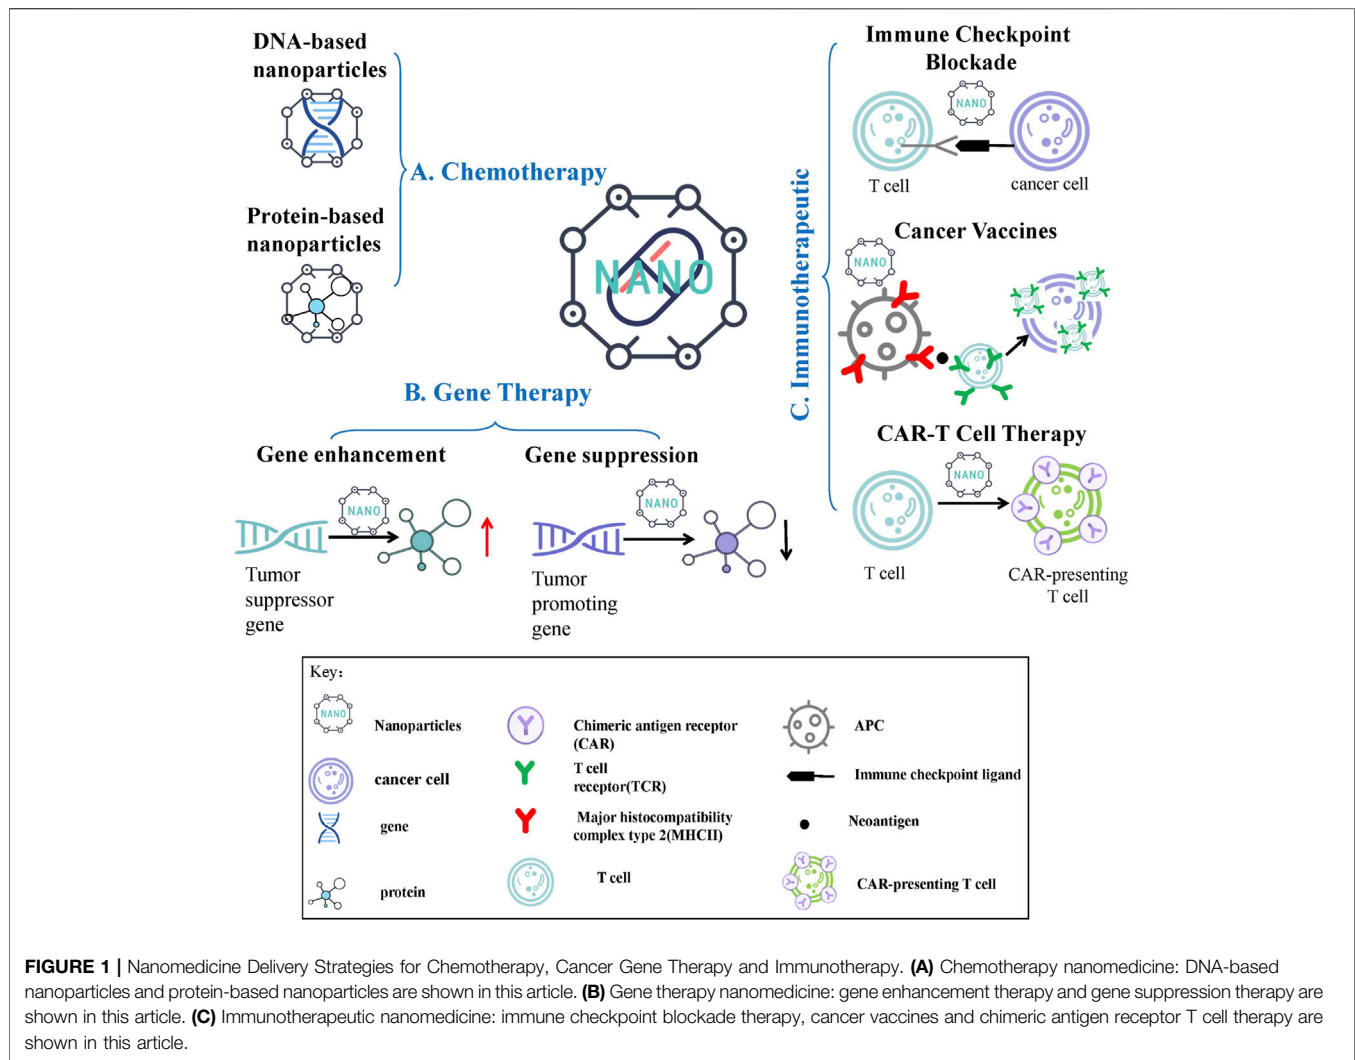 DNA-based
nanoparticles
A. Chemotherapy
Protein-based
nanoparticles
NANO
B. Gene Therapy
Gene enhancement
NANO
Tumor
suppressor
gene
Gene suppression
NANO
Tumor
promoting
gene
C. Immunotherapeutic
Immune Checkpoint
Blockade
NANO
T cell
cancer cell
Cancer Vaccines
NANO
CAR-T Cell Therapy
NANO
T cell
CAR-presenting
T cell
Key:
NANO
Nanoparticles
cancer cell
gene
protein
Chimeric antigen receptor
(CAR)
T cell
receptor(TCR)
Major histocompatibility
complex type 2(MHCII)
T cell
APC
Immune checkpoint ligand
Neoantigen
CAR-presenting T cell
FIGURE 1 | Nanomedicine Delivery Strategies for Chemotherapy, Cancer Gene Therapy and Immunotherapy. (A) Chemotherapy nanomedicine: DNA-based
nanoparticles and protein-based nanoparticles are shown in this article. (B) Gene therapy nanomedicine: gene enhancement therapy and gene suppression therapy are
shown in this article. (C) Immunotherapeutic nanomedicine: immune checkpoint blockade therapy, cancer vaccines and chimeric antigen receptor T cell therapy are
shown in this article.